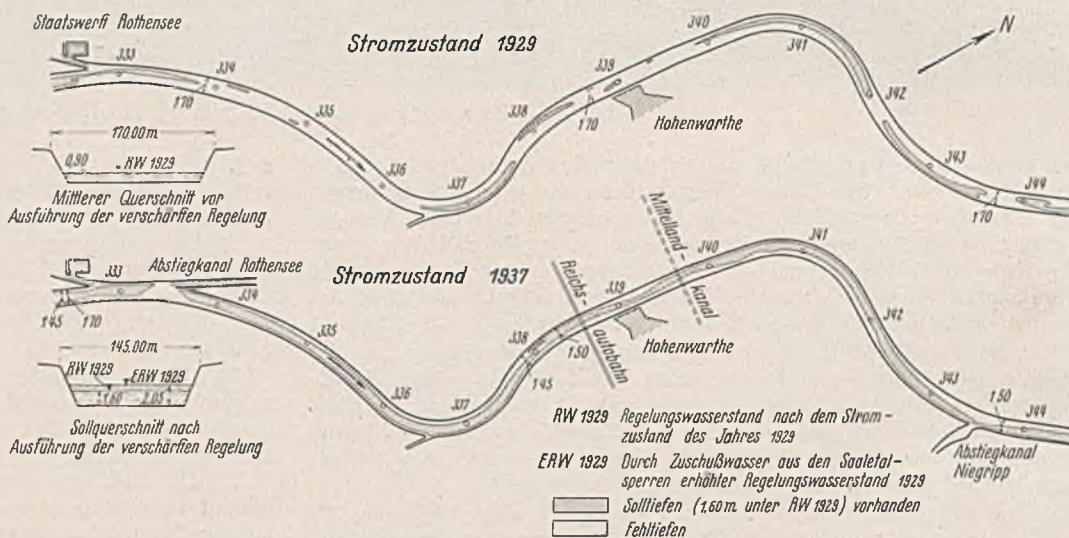 Staatswerft Rothensee
Stromzustand 1929
N
333
334
335
336
337
338
339
340
341
342
343
344
170
170
170
Hohenwarthe
170.00 m.
0,90
RW 1929
Mittlerer Querschnitt vor
Ausführung der verschärften Regelung
Stromzustand 1937
Abstiegkanal Rothensee
333
334
335
336
337
338
339
340
341
342
343
344
145
170
145
150
150
Reichs-
autobahn
Mittelland-
kanal
Hohenwarthe
Abstiegkanal
Niegripp
145.00 m.
RW 1929
ERW 1929
1,60
2,05
Sollquerschnitt nach
Ausführung der verschärften Regelung
RW 1929 Regelungswasserstand nach dem Strom-
zustand des Jahres 1929
ERW 1929 Durch Zuschußwasser aus den Saaletal-
sperren erhöhter Regelungswasserstand 1929
Solltiefen (1,60 m unter RW 1929) vorhanden
Fehltiefen